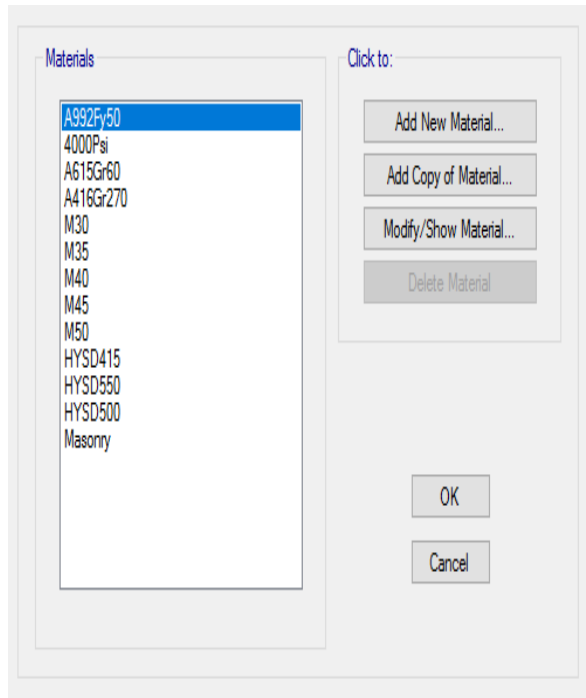 Materials
A992Fy50
4000Psi
A615Gr60
A416Gr270
M30
M35
M40
M45
M50
HYSD415
HYSD550
HYSD500
Masonry
Click to:
Add New Material...
Add Copy of Material...
Modify/Show Material...
Delete Material
OK
Cancel